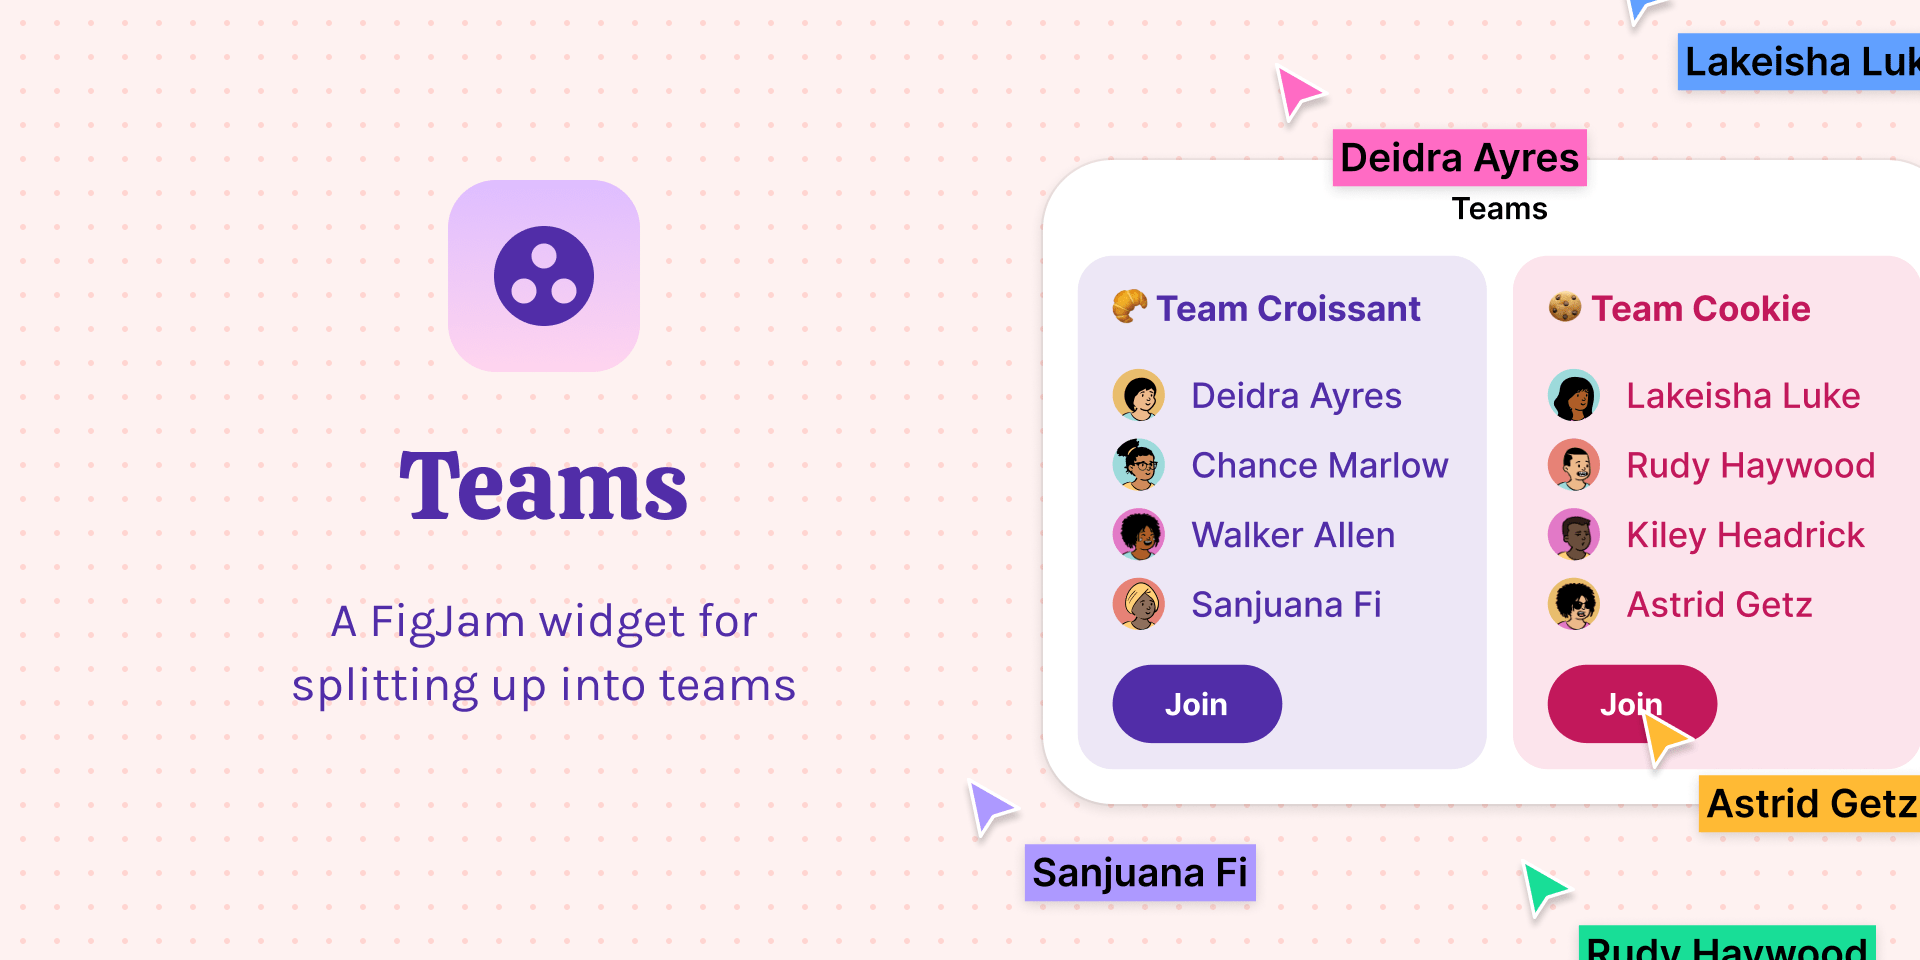 Teams
A FigJam widget for
splitting up into teams
Lakeisha Luk
Deidra Ayres
Teams
Team Croissant
Deidra Ayres
Chance Marlow
Walker Allen
Sanjuana Fi
Join
Team Cookie
Lakeisha Luke
Rudy Haywood
Kiley Headrick
Astrid Getz
Join
Astrid Getz
Sanjuana Fi
Rudy Haywood